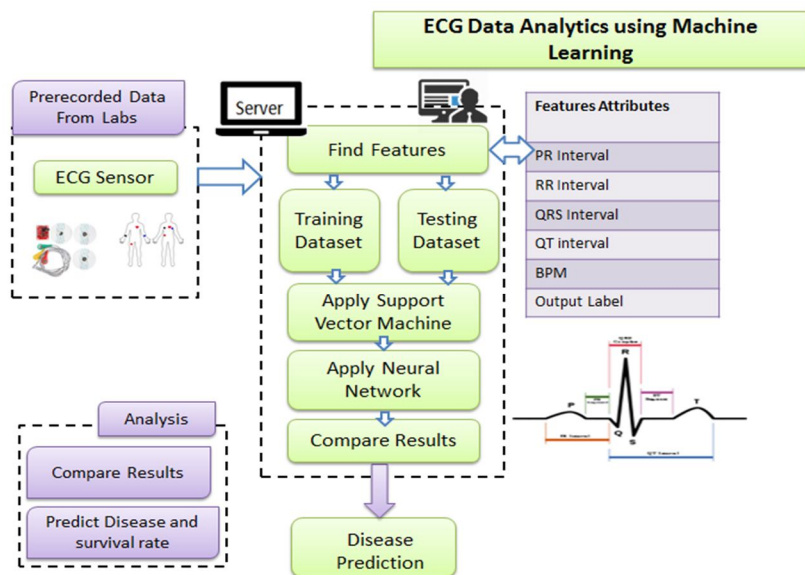 ECG Data Analytics using Machine
Learning
Prerecorded Data
From Labs
ECG Sensor
Server
Find Features
Training
Dataset
Testing
Dataset
Apply Support
Vector Machine
Apply Neural
Network
Compare Results
Disease
Prediction
Features Attributes
PR Interval
RR Interval
QRS Interval
QT interval
BPM
Output Label
R
P
Q
S
T
Analysis
Compare Results
Predict Disease and
survival rate